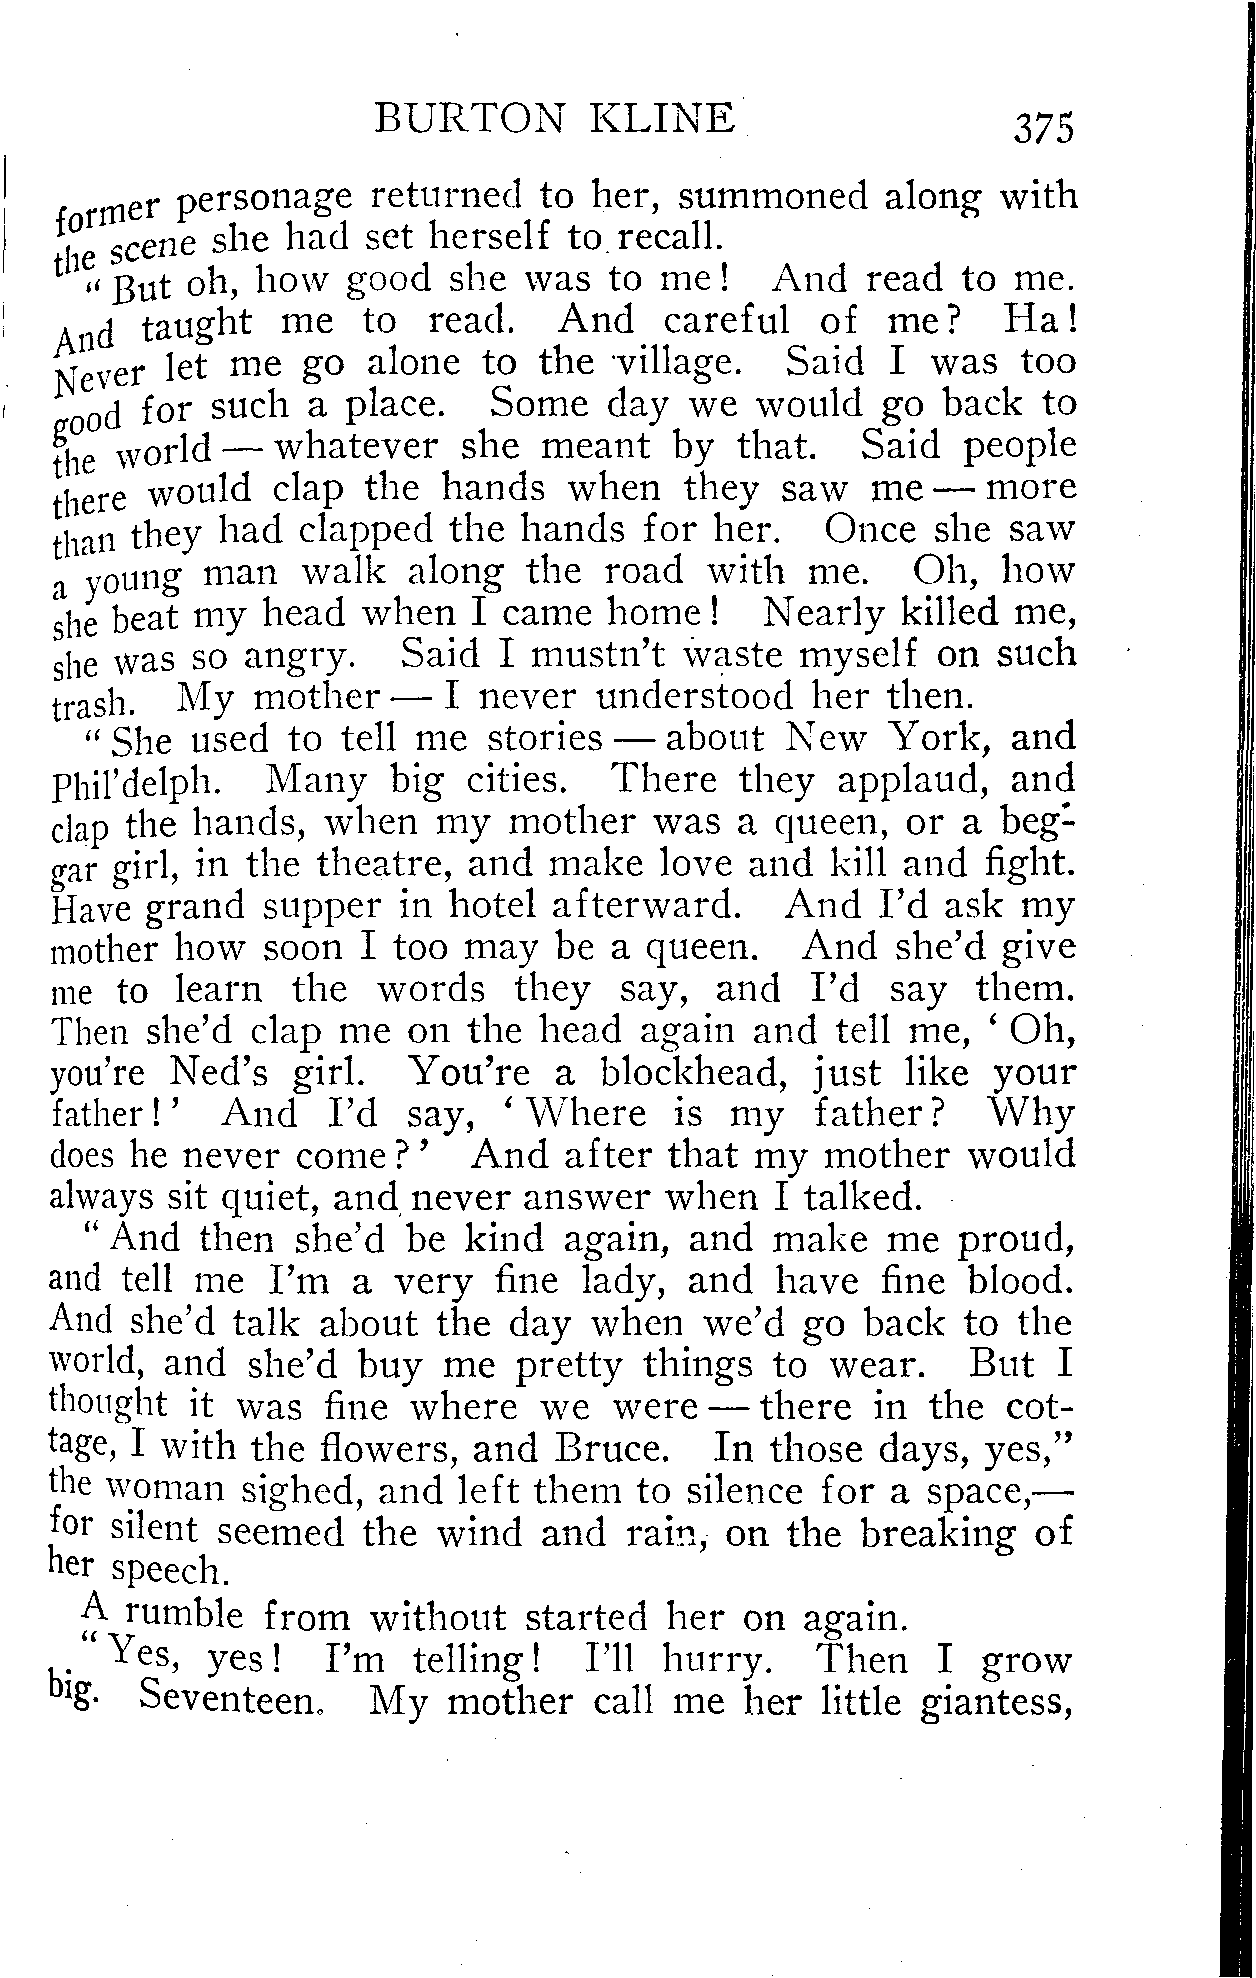 BURTON KLINE 375
former personage returned to her, summoned along with
the scene she had set herself to recall.
" But oh, how good she was to me! And read to me.
And taught me to read. And careful of me? Ha!
Never let me go alone to the village. Said I was too
good for such a place. Some day we would go back to
the world — whatever she meant by that. Said people
there would clap the hands when they saw me — more
than they had clapped the hands for her. Once she saw
a young man walk along the road with me. Oh, how
she beat my head when I came home! Nearly killed me,
she was so angry. Said I mustn't waste myself on such
trash. My mother — I never understood her then.
" She used to tell me stories — about New York, and
Phil'delph. Many big cities. There they applaud, and
clap the hands, when my mother was a queen, or a beg-
gar girl, in the theatre, and make love and kill and fight.
Have grand supper in hotel afterward. And I'd ask my
mother how soon I too may be a queen. And she'd give
me to learn the words they say, and I'd say them.
Then she'd clap me on the head again and tell me, ' Oh,
you're Ned's girl. You're a blockhead, just like your
father! ' And I'd say, ' Where is my father? Why
does he never come? ' And after that my mother would
always sit quiet, and never answer when I talked.
" And then she'd be kind again, and make me proud,
and tell me I'm a very fine lady, and have fine blood.
And she'd talk about the day when we'd go back to the
world, and she'd buy me pretty things to wear. But I
thought it was fine where we were — there in the cot-
tage, I with the flowers, and Bruce. In those days, yes,"
the woman sighed, and left them to silence for a space,—
for silent seemed the wind and rain, on the breaking of
her speech.
A rumble from without started her on again.
" Yes, yes! I'm telling! I'll hurry. Then I grow
big. Seventeen. My mother call me her little giantess,